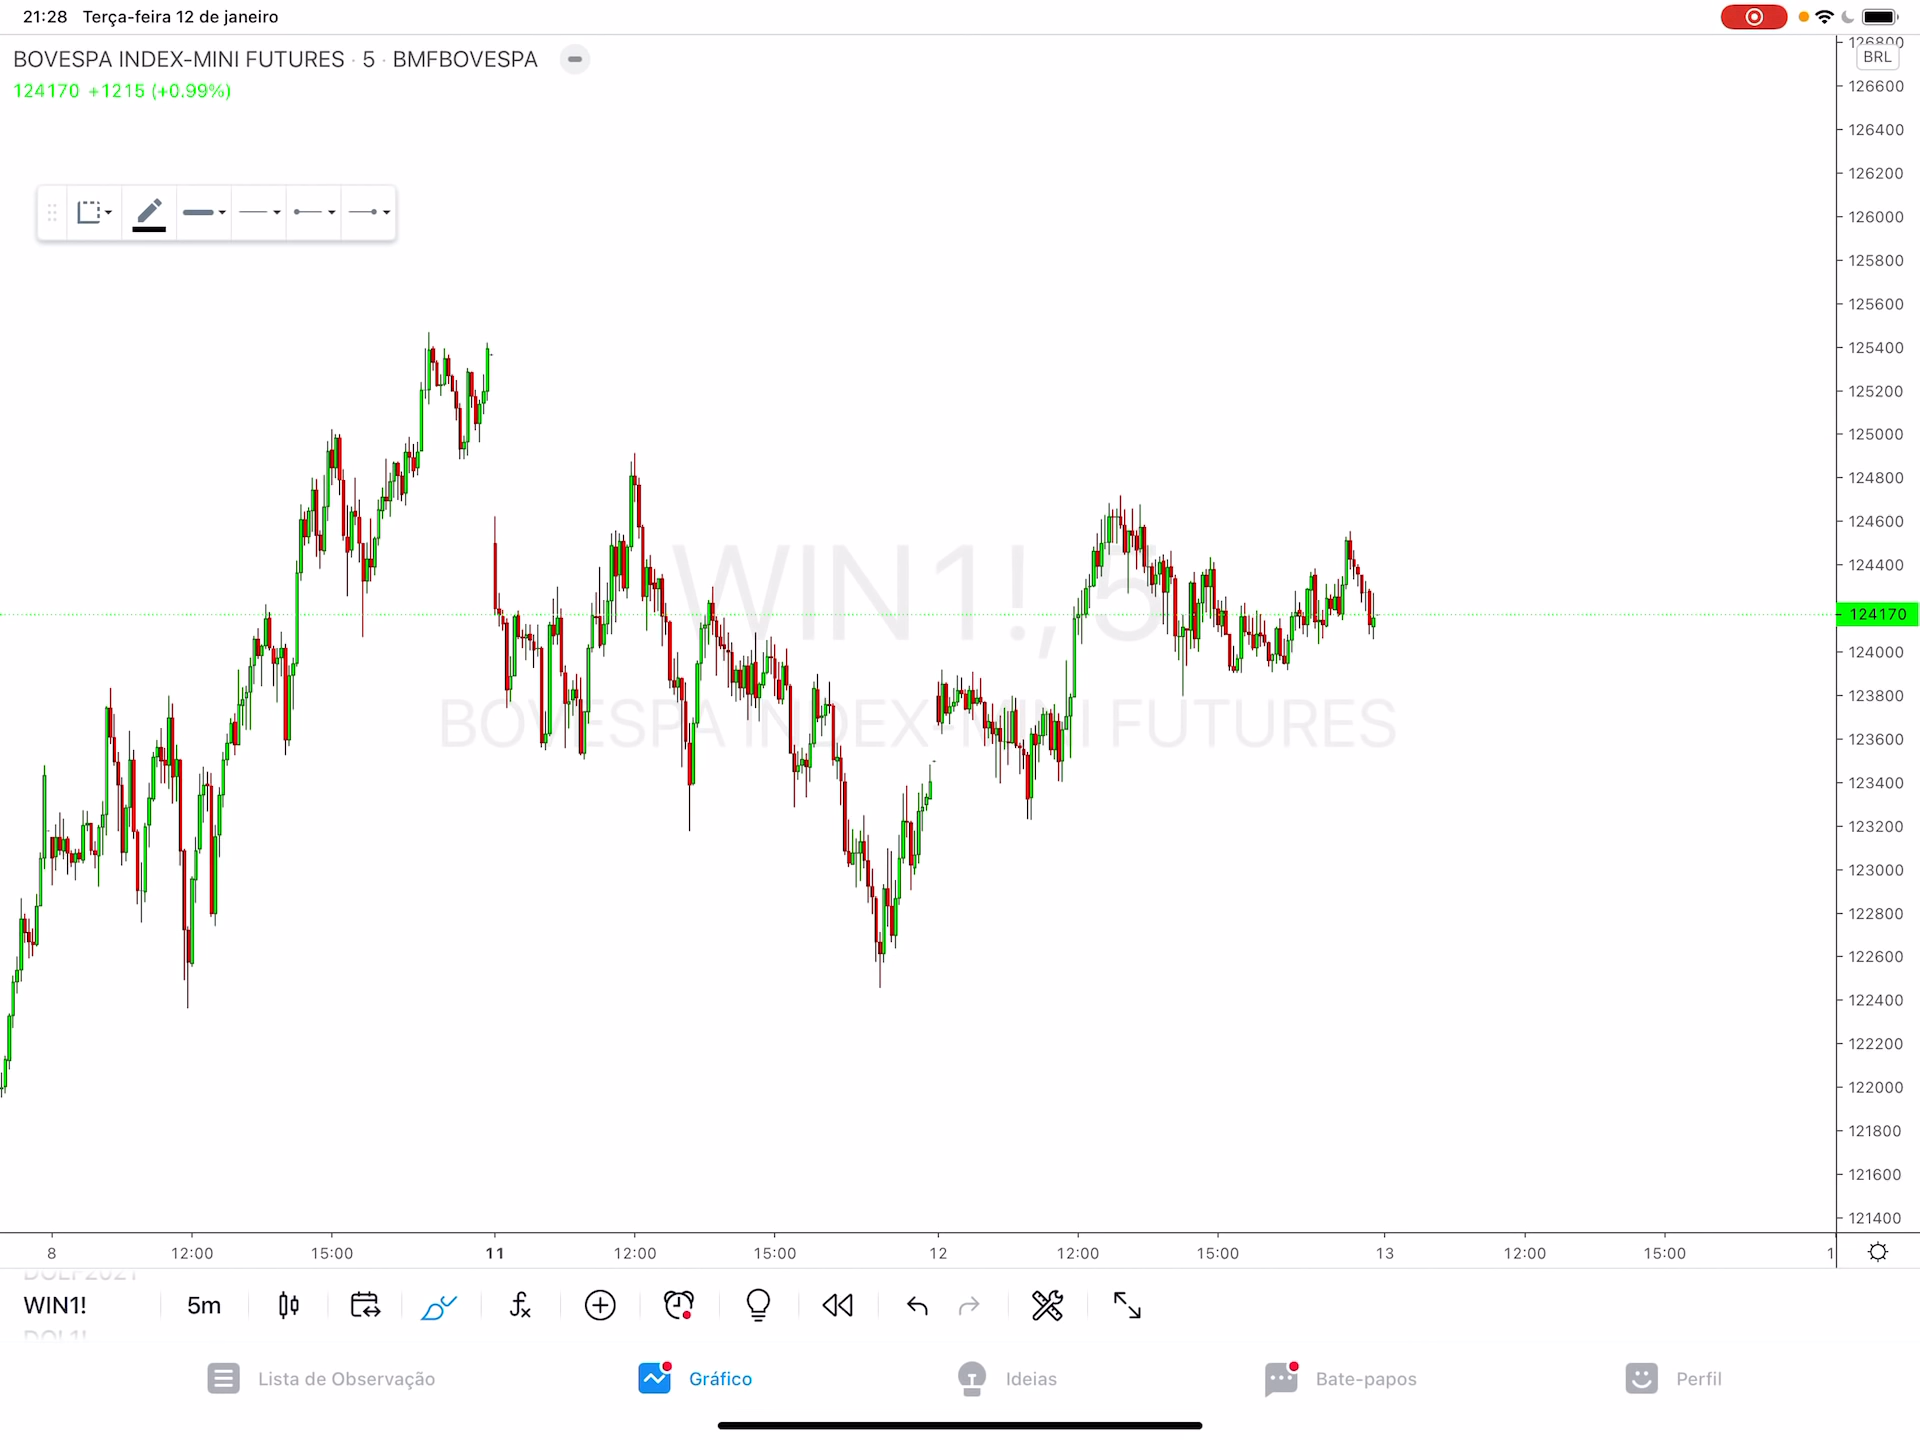 21:28 Terça-feira 12 de janeiro
BOVESPA INDEX-MINI FUTURES · 5 · BMFBOVESPA
124170 +1215 (+0.99%)
126800
BRL
126600
126400
126200
126000
125800
125600
125400
125200
125000
124800
124600
124400
124170
124000
123800
123600
123400
123200
123000
122800
122600
122400
122200
122000
121800
121600
121400
WIN1!, 5
BOVESPA INDEX-MINI FUTURES
8 12:00 15:00 11 12:00 15:00 12 12:00 15:00 13 12:00 15:00 1
DOLF2021
WIN1! 5m
DOL1!
Lista de Observação Gráfico Ideias Bate-papos Perfil